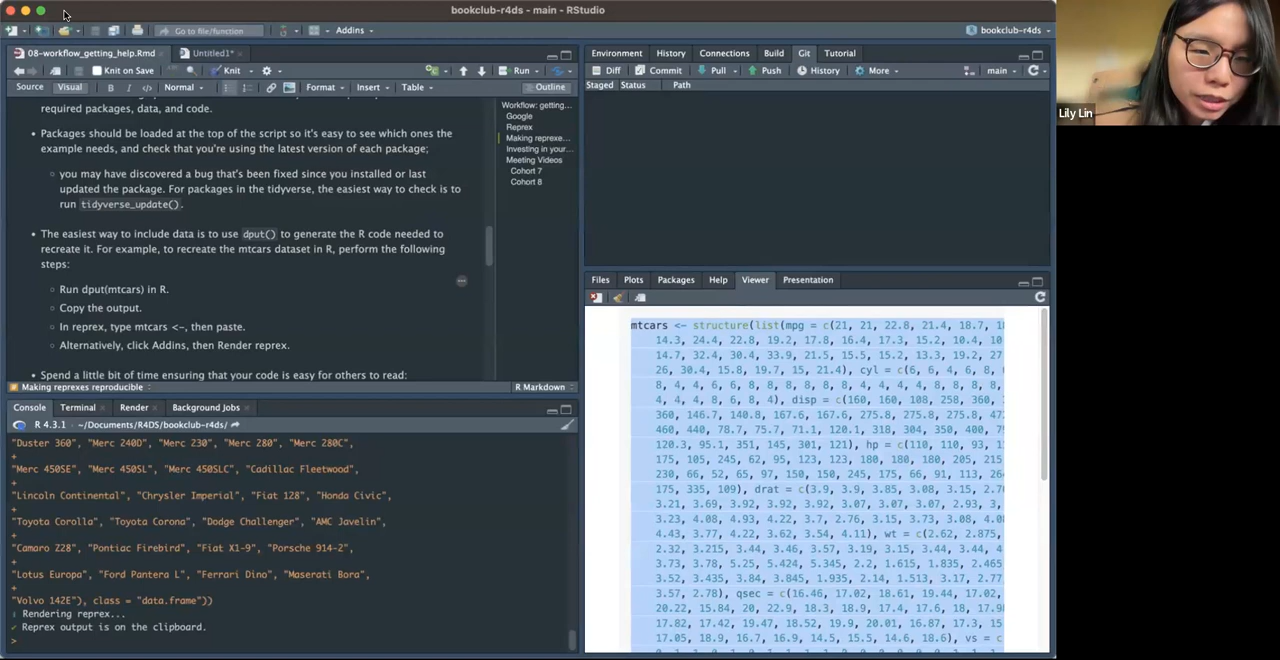 bookclub-r4ds - main - RStudio
Go to file/function
Addins
bookclub-r4ds
08-workflow_getting_help.Rmd
Untitled1*
Knit on Save
Knit
Run
Source
Visual
B
I
</>
Normal
Format
Insert
Table
Outline
required packages, data, and code.
Packages should be loaded at the top of the script so it's easy to see which ones the
example needs, and check that you're using the latest version of each package;
you may have discovered a bug that's been fixed since you installed or last
updated the package. For packages in the tidyverse, the easiest way to check is to
run tidyverse_update().
The easiest way to include data is to use dput() to generate the R code needed to
recreate it. For example, to recreate the mtcars dataset in R, perform the following
steps:
Run dput(mtcars) in R.
Copy the output.
In reprex, type mtcars <-, then paste.
Alternatively, click Addins, then Render reprex.
Spend a little bit of time ensuring that your code is easy for others to read:
Workflow: getting...
Google
Reprex
Making reprexe...
Investing in your...
Meeting Videos
Cohort 7
Cohort 8
Making reprexes reproducible
R Markdown
Console
Terminal
Render
Background Jobs
R 4.3.1 · ~/Documents/R4DS/bookclub-r4ds/
"Duster 360", "Merc 240D", "Merc 230", "Merc 280", "Merc 280C",
+
"Merc 450SE", "Merc 450SL", "Merc 450SLC", "Cadillac Fleetwood",
+
"Lincoln Continental", "Chrysler Imperial", "Fiat 128", "Honda Civic",
+
"Toyota Corolla", "Toyota Corona", "Dodge Challenger", "AMC Javelin",
+
"Camaro Z28", "Pontiac Firebird", "Fiat X1-9", "Porsche 914-2",
+
"Lotus Europa", "Ford Pantera L", "Ferrari Dino", "Maserati Bora",
+
"Volvo 142E"), class = "data.frame"))
Rendering reprex...
✓ Reprex output is on the clipboard.
>
Environment
History
Connections
Build
Git
Tutorial
Diff
Commit
Pull
Push
History
More
main
Staged
Status
Path
Files
Plots
Packages
Help
Viewer
Presentation
mtcars <- structure(list(mpg = c(21, 21, 22.8, 21.4, 18.7, 18
14.3, 24.4, 22.8, 19.2, 17.8, 16.4, 17.3, 15.2, 10.4, 10
14.7, 32.4, 30.4, 33.9, 21.5, 15.5, 15.2, 13.3, 19.2, 27
26, 30.4, 15.8, 19.7, 15, 21.4), cyl = c(6, 6, 4, 6, 8,
8, 4, 4, 6, 6, 8, 8, 8, 8, 8, 8, 4, 4, 4, 4, 8, 8, 8,
4, 4, 4, 8, 6, 8, 4), disp = c(160, 160, 108, 258, 360,
360, 146.7, 140.8, 167.6, 167.6, 275.8, 275.8, 275.8, 47
460, 440, 78.7, 75.7, 71.1, 120.1, 318, 304, 350, 400, 7
120.3, 95.1, 351, 145, 301, 121), hp = c(110, 110, 93, 1
175, 105, 245, 62, 95, 123, 123, 180, 180, 180, 205, 215
230, 66, 52, 65, 97, 150, 150, 245, 175, 66, 91, 113, 26
175, 335, 109), drat = c(3.9, 3.9, 3.85, 3.08, 3.15, 2.7
3.21, 3.69, 3.92, 3.92, 3.92, 3.07, 3.07, 3.07, 2.93, 3,
3.23, 4.08, 4.93, 4.22, 3.7, 2.76, 3.15, 3.73, 3.08, 4.0
4.43, 3.77, 4.22, 3.62, 3.54, 4.11), wt = c(2.62, 2.875,
2.32, 3.215, 3.44, 3.46, 3.57, 3.19, 3.15, 3.44, 3.44, 4
3.73, 3.78, 5.25, 5.424, 5.345, 2.2, 1.615, 1.835, 2.465
3.52, 3.435, 3.84, 3.845, 1.935, 2.14, 1.513, 3.17, 2.77
3.57, 2.78), qsec = c(16.46, 17.02, 18.61, 19.44, 17.02,
20.22, 15.84, 20, 22.9, 18.3, 18.9, 17.4, 17.6, 18, 17.98
17.82, 17.42, 19.47, 18.52, 19.9, 20.01, 16.87, 17.3, 15
17.05, 18.9, 16.7, 16.9, 14.5, 15.5, 14.6, 18.6), vs = c
Lily Lin